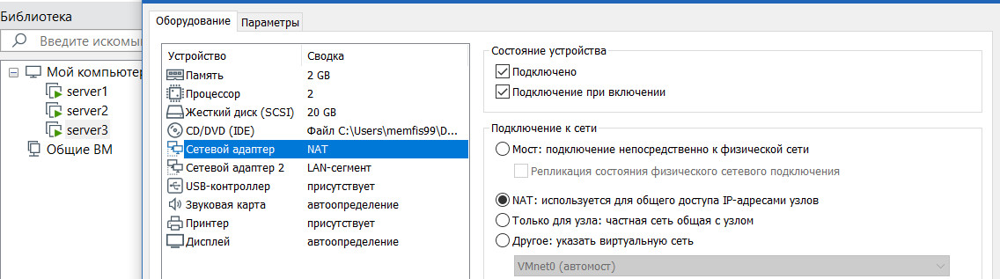 Библиотека
Введите искомы
Мой компьютер
server1
server2
server3
Общие ВМ
Оборудование Параметры
Устройство Сводка
Память 2 GB
Процессор 2
Жесткий диск (SCSI) 20 GB
CD/DVD (IDE) Файл C:\Users\memfis99\D...
Сетевой адаптер NAT
Сетевой адаптер 2 LAN-сегмент
USB-контроллер присутствует
Звуковая карта автоопределение
Принтер присутствует
Дисплей автоопределение
Состояние устройства
Подключено
Подключение при включении
Подключение к сети
Мост: подключение непосредственно к физической сети
Репликация состояния физического сетевого подключения
NAT: используется для общего доступа IP-адресами узлов
Только для узла: частная сеть общая с узлом
Другое: указать виртуальную сеть
VMnet0 (автомост)